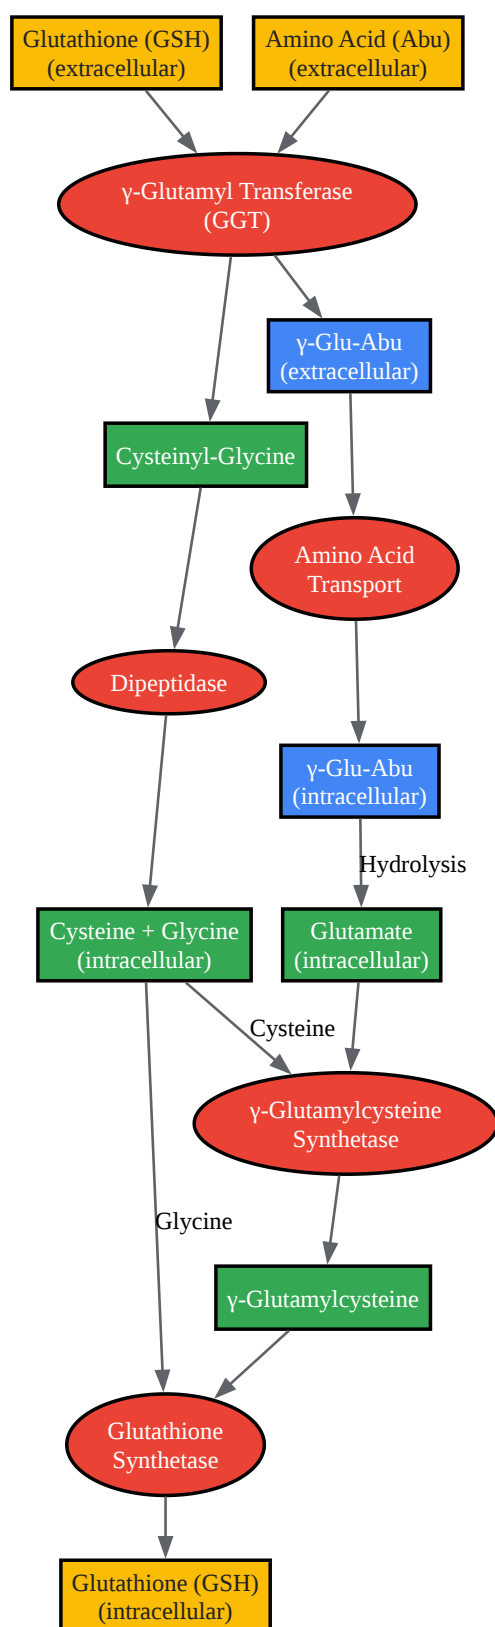 Glutathione (GSH)
(extracellular)
Amino Acid (Abu)
(extracellular)
γ-Glutamyl Transferase
(GGT)
γ-Glu-Abu
(extracellular)
Cysteinyl-Glycine
Amino Acid
Transport
Dipeptidase
γ-Glu-Abu
(intracellular)
Hydrolysis
Cysteine + Glycine
(intracellular)
Glutamate
(intracellular)
Cysteine
γ-Glutamylcysteine
Synthetase
Glycine
γ-Glutamylcysteine
Glutathione
Synthetase
Glutathione (GSH)
(intracellular)